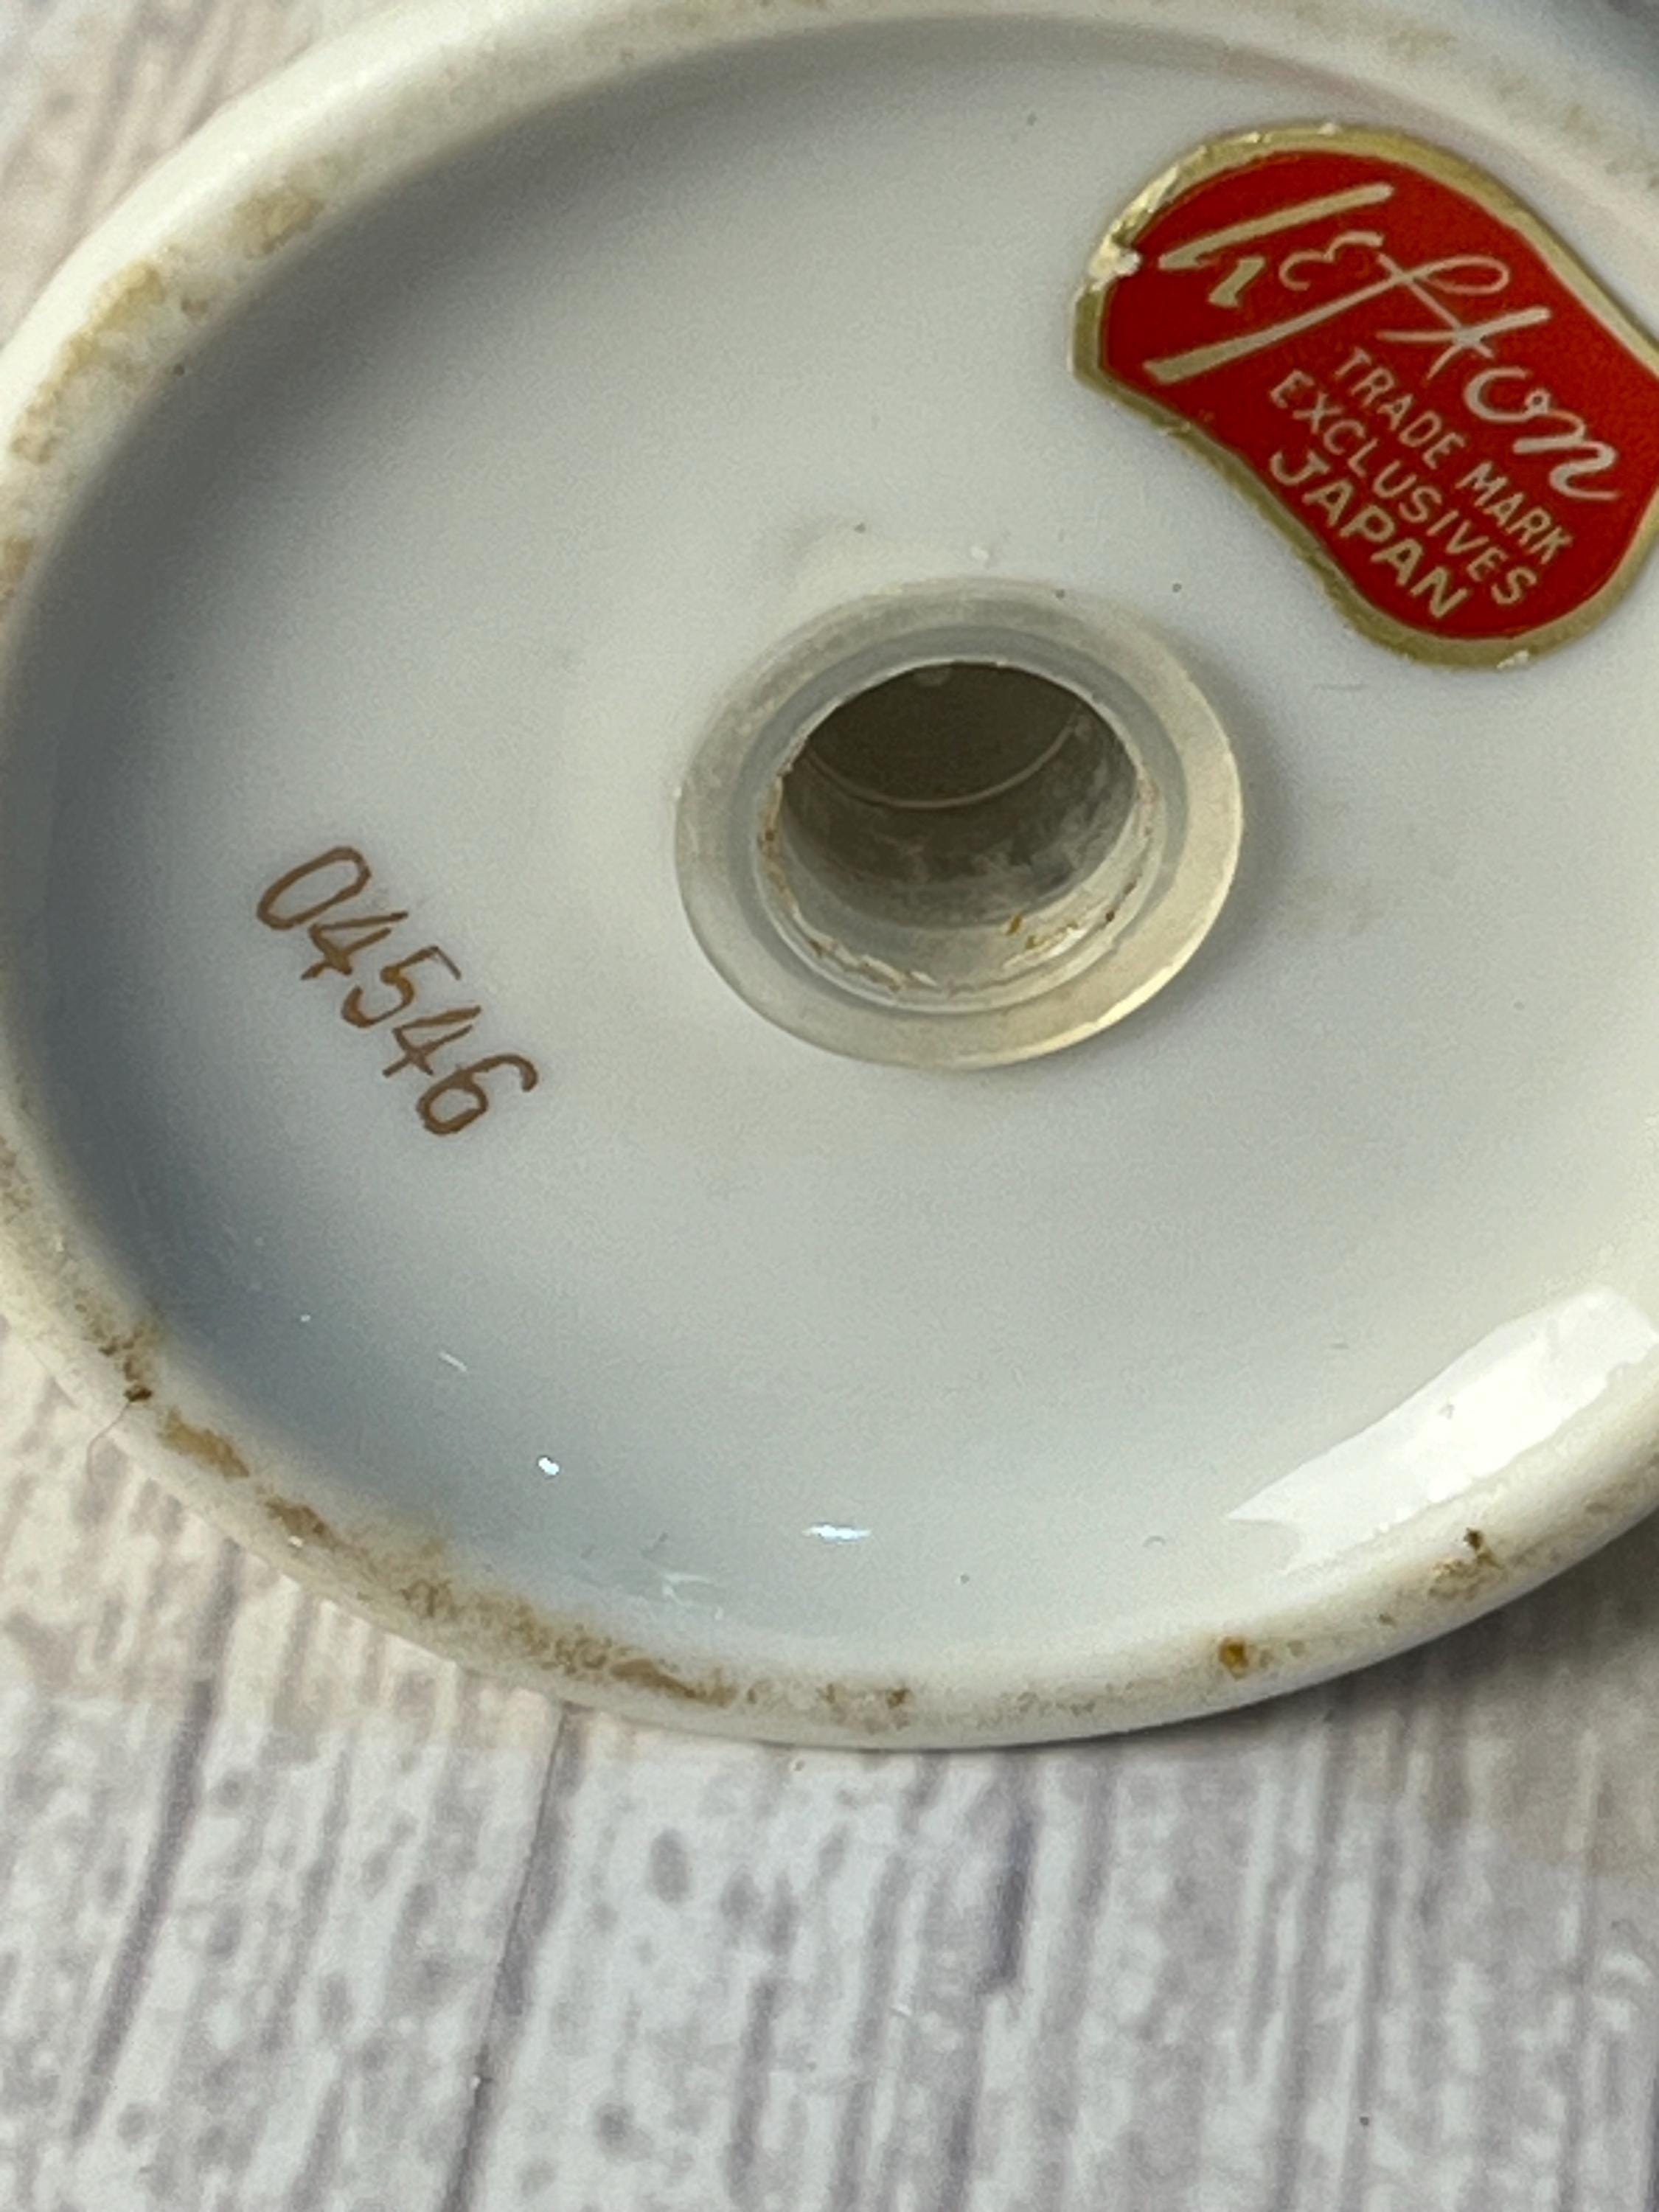 Lefton
TRADE MARK
EXCLUSIVES
JAPAN
04546